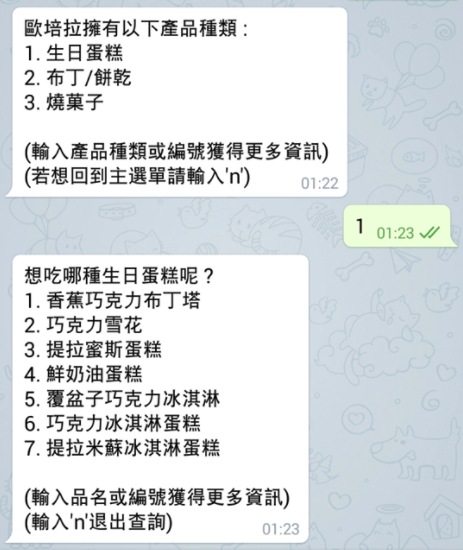 歐培拉擁有以下產品種類 :
1. 生日蛋糕
2. 布丁/餅乾
3. 燒菓子
(輸入產品種類或編號獲得更多資訊)
(若想回到主選單請輸入'n')
01:22
1 01:23
想吃哪種生日蛋糕呢？
1. 香蕉巧克力布丁塔
2. 巧克力雪花
3. 提拉蜜斯蛋糕
4. 鮮奶油蛋糕
5. 覆盆子巧克力冰淇淋
6. 巧克力冰淇淋蛋糕
7. 提拉米蘇冰淇淋蛋糕
(輸入品名或編號獲得更多資訊)
(輸入'n'退出查詢)
01:23